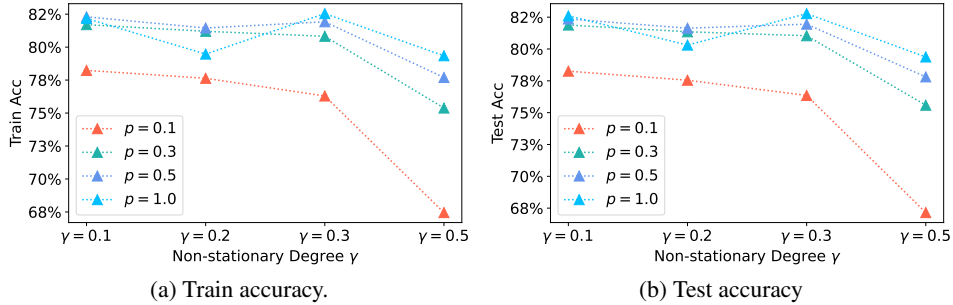 82%
80%
78%
75%
73%
70%
68%
Train Acc
p = 0.1
p = 0.3
p = 0.5
p = 1.0
γ = 0.1
γ = 0.2
γ = 0.3
γ = 0.5
Non-stationary Degree γ
(a) Train accuracy.
82%
80%
78%
75%
73%
70%
68%
Test Acc
p = 0.1
p = 0.3
p = 0.5
p = 1.0
γ = 0.1
γ = 0.2
γ = 0.3
γ = 0.5
Non-stationary Degree γ
(b) Test accuracy